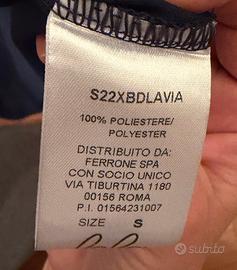 S22XBDLAVIA
100% POLIESTERE/
POLYESTER
DISTRIBUITO DA:
FERRONE SPA
CON SOCIO UNICO
VIA TIBURTINA 1180
00156 ROMA
P.I. 01564231007
SIZE S
subito